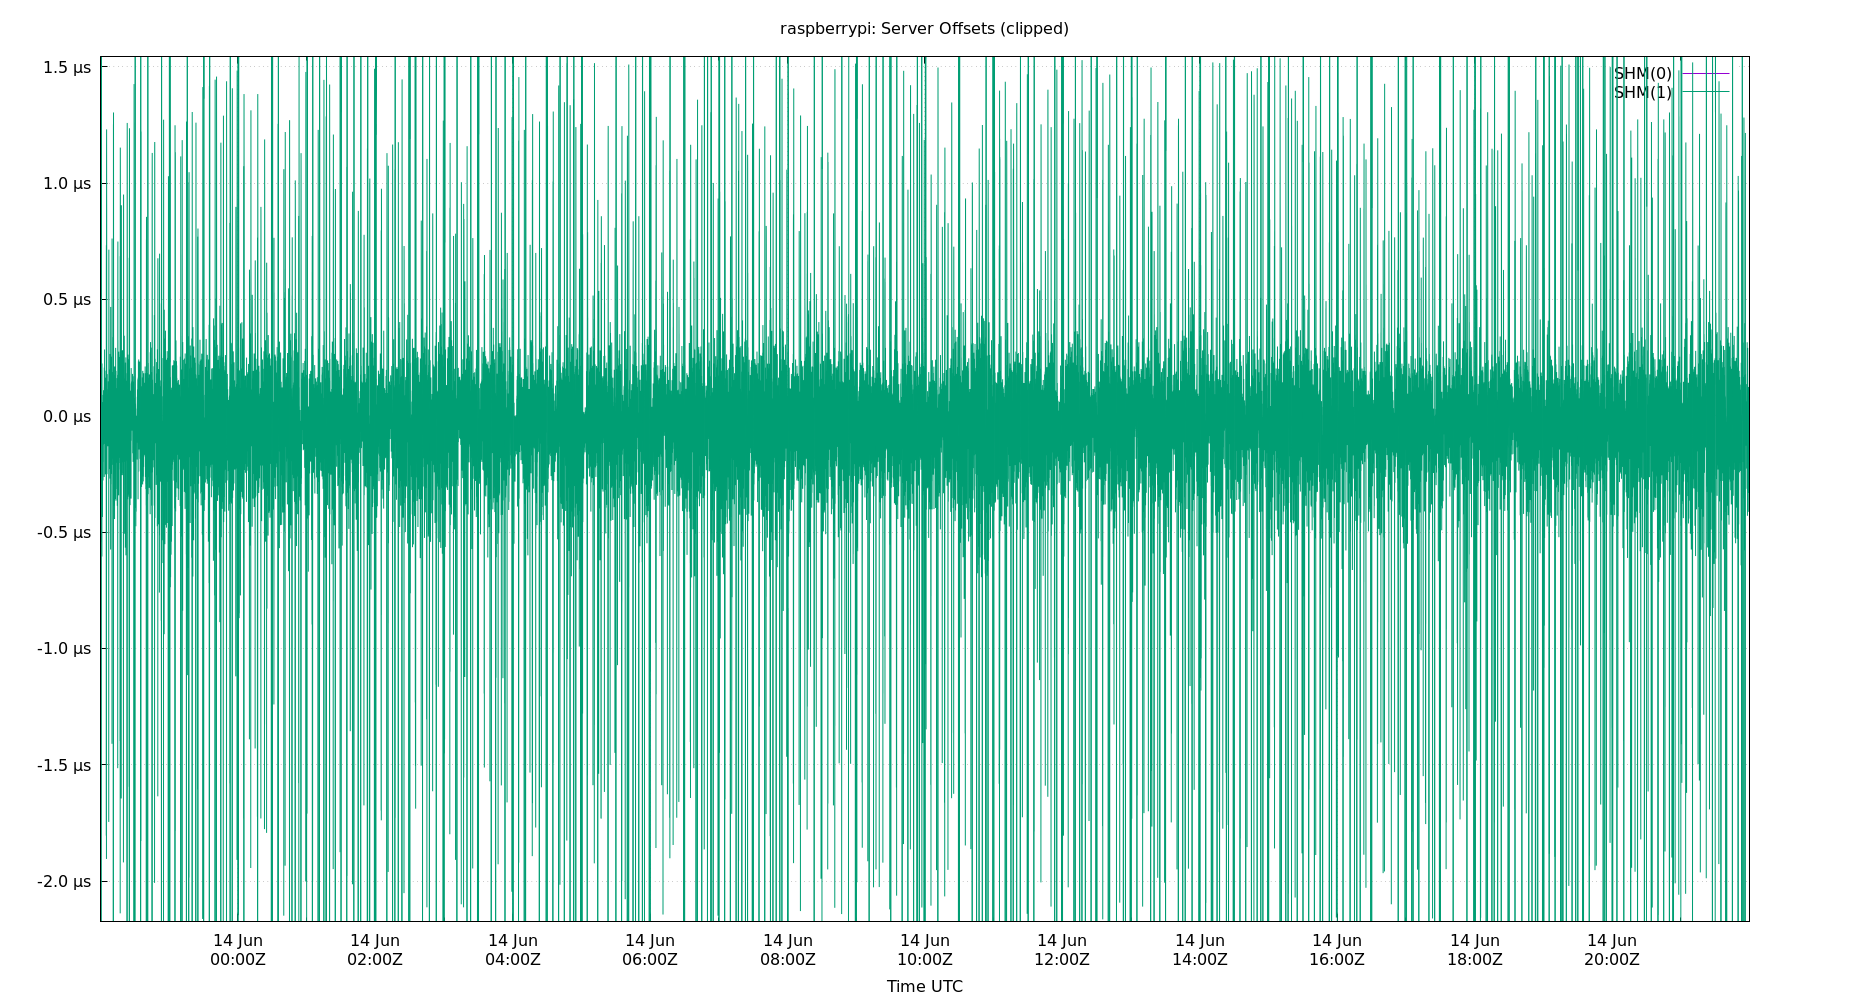 raspberrypi: Server Offsets (clipped)
1.5 µs
SHM(0)
SHM(1)
1.0 µs
0.5 µs
0.0 µs
-0.5 µs
-1.0 µs
-1.5 µs
-2.0 µs
14 Jun 14 Jun 14 Jun 14 Jun 14 Jun 14 Jun 14 Jun 14 Jun 14 Jun 14 Jun 14 Jun
00:00Z 02:00Z 04:00Z 06:00Z 08:00Z 10:00Z 12:00Z 14:00Z 16:00Z 18:00Z 20:00Z
Time UTC